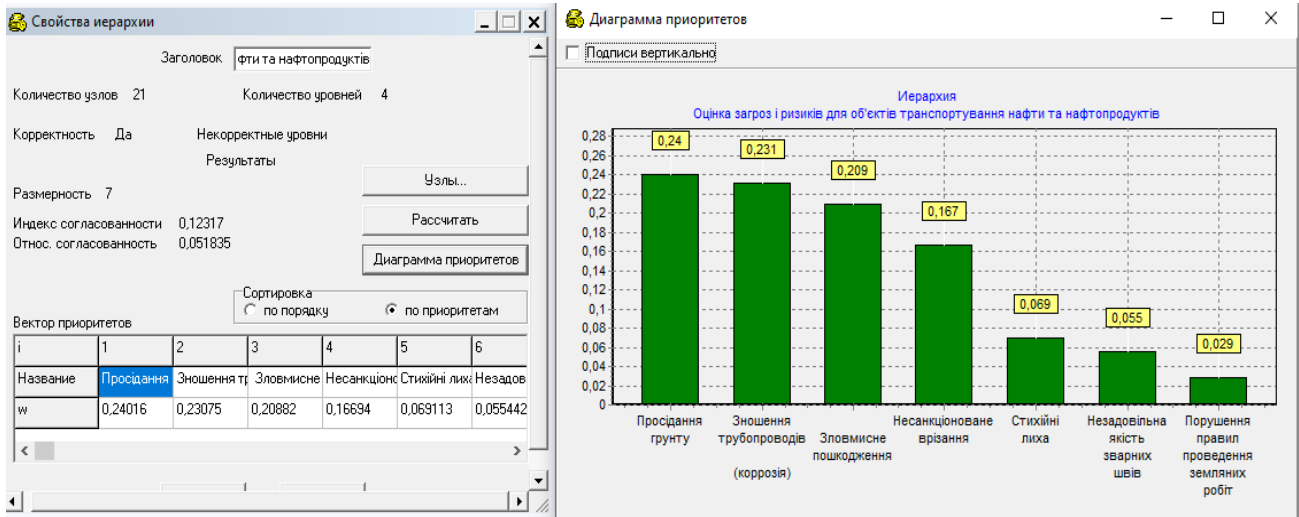 Свойства иерархии
Заголовок фти та нафтопродуктів
Количество узлов 21 Количество уровней 4
Корректность Да Некорректные уровни
Результаты
Узлы...
Размерность 7
Рассчитать
Индекс согласованности 0,12317
Относ. согласованность 0,051835
Диаграмма приоритетов
Сортировка
по порядку по приоритетам
Вектор приоритетов
i 1 2 3 4 5 6
Название Просідання Зношення тр Зловмисне Несанкціоно Стихійні лиха Незадов
w 0,24016 0,23075 0,20882 0,16694 0,069113 0,055442
Диаграмма приоритетов
Подписи вертикально
Иерархия
Оцінка загроз і ризиків для об'єктів транспортування нафти та нафтопродуктів
0,28
0,26
0,24
0,22
0,2
0,18
0,16
0,14
0,12
0,1
0,08
0,06
0,04
0,02
0
0,24
0,231
0,209
0,167
0,069
0,055
0,029
Просідання
грунту
Зношення
трубопроводів
(коррозія)
Зловмисне
пошкодження
Несанкціоноване
врізання
Стихійні
лиха
Незадовільна
якість
зварних
швів
Порушення
правил
проведення
земляних
робіт